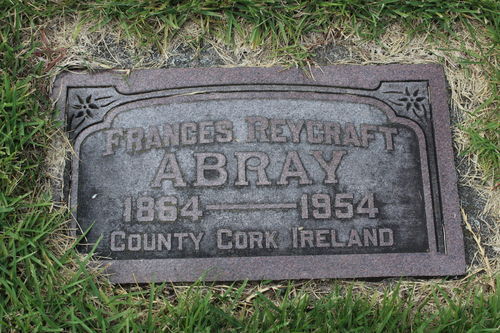 FRANCES REYCRAFT
ABRAY
1864 — 1954
COUNTY CORK IRELAND